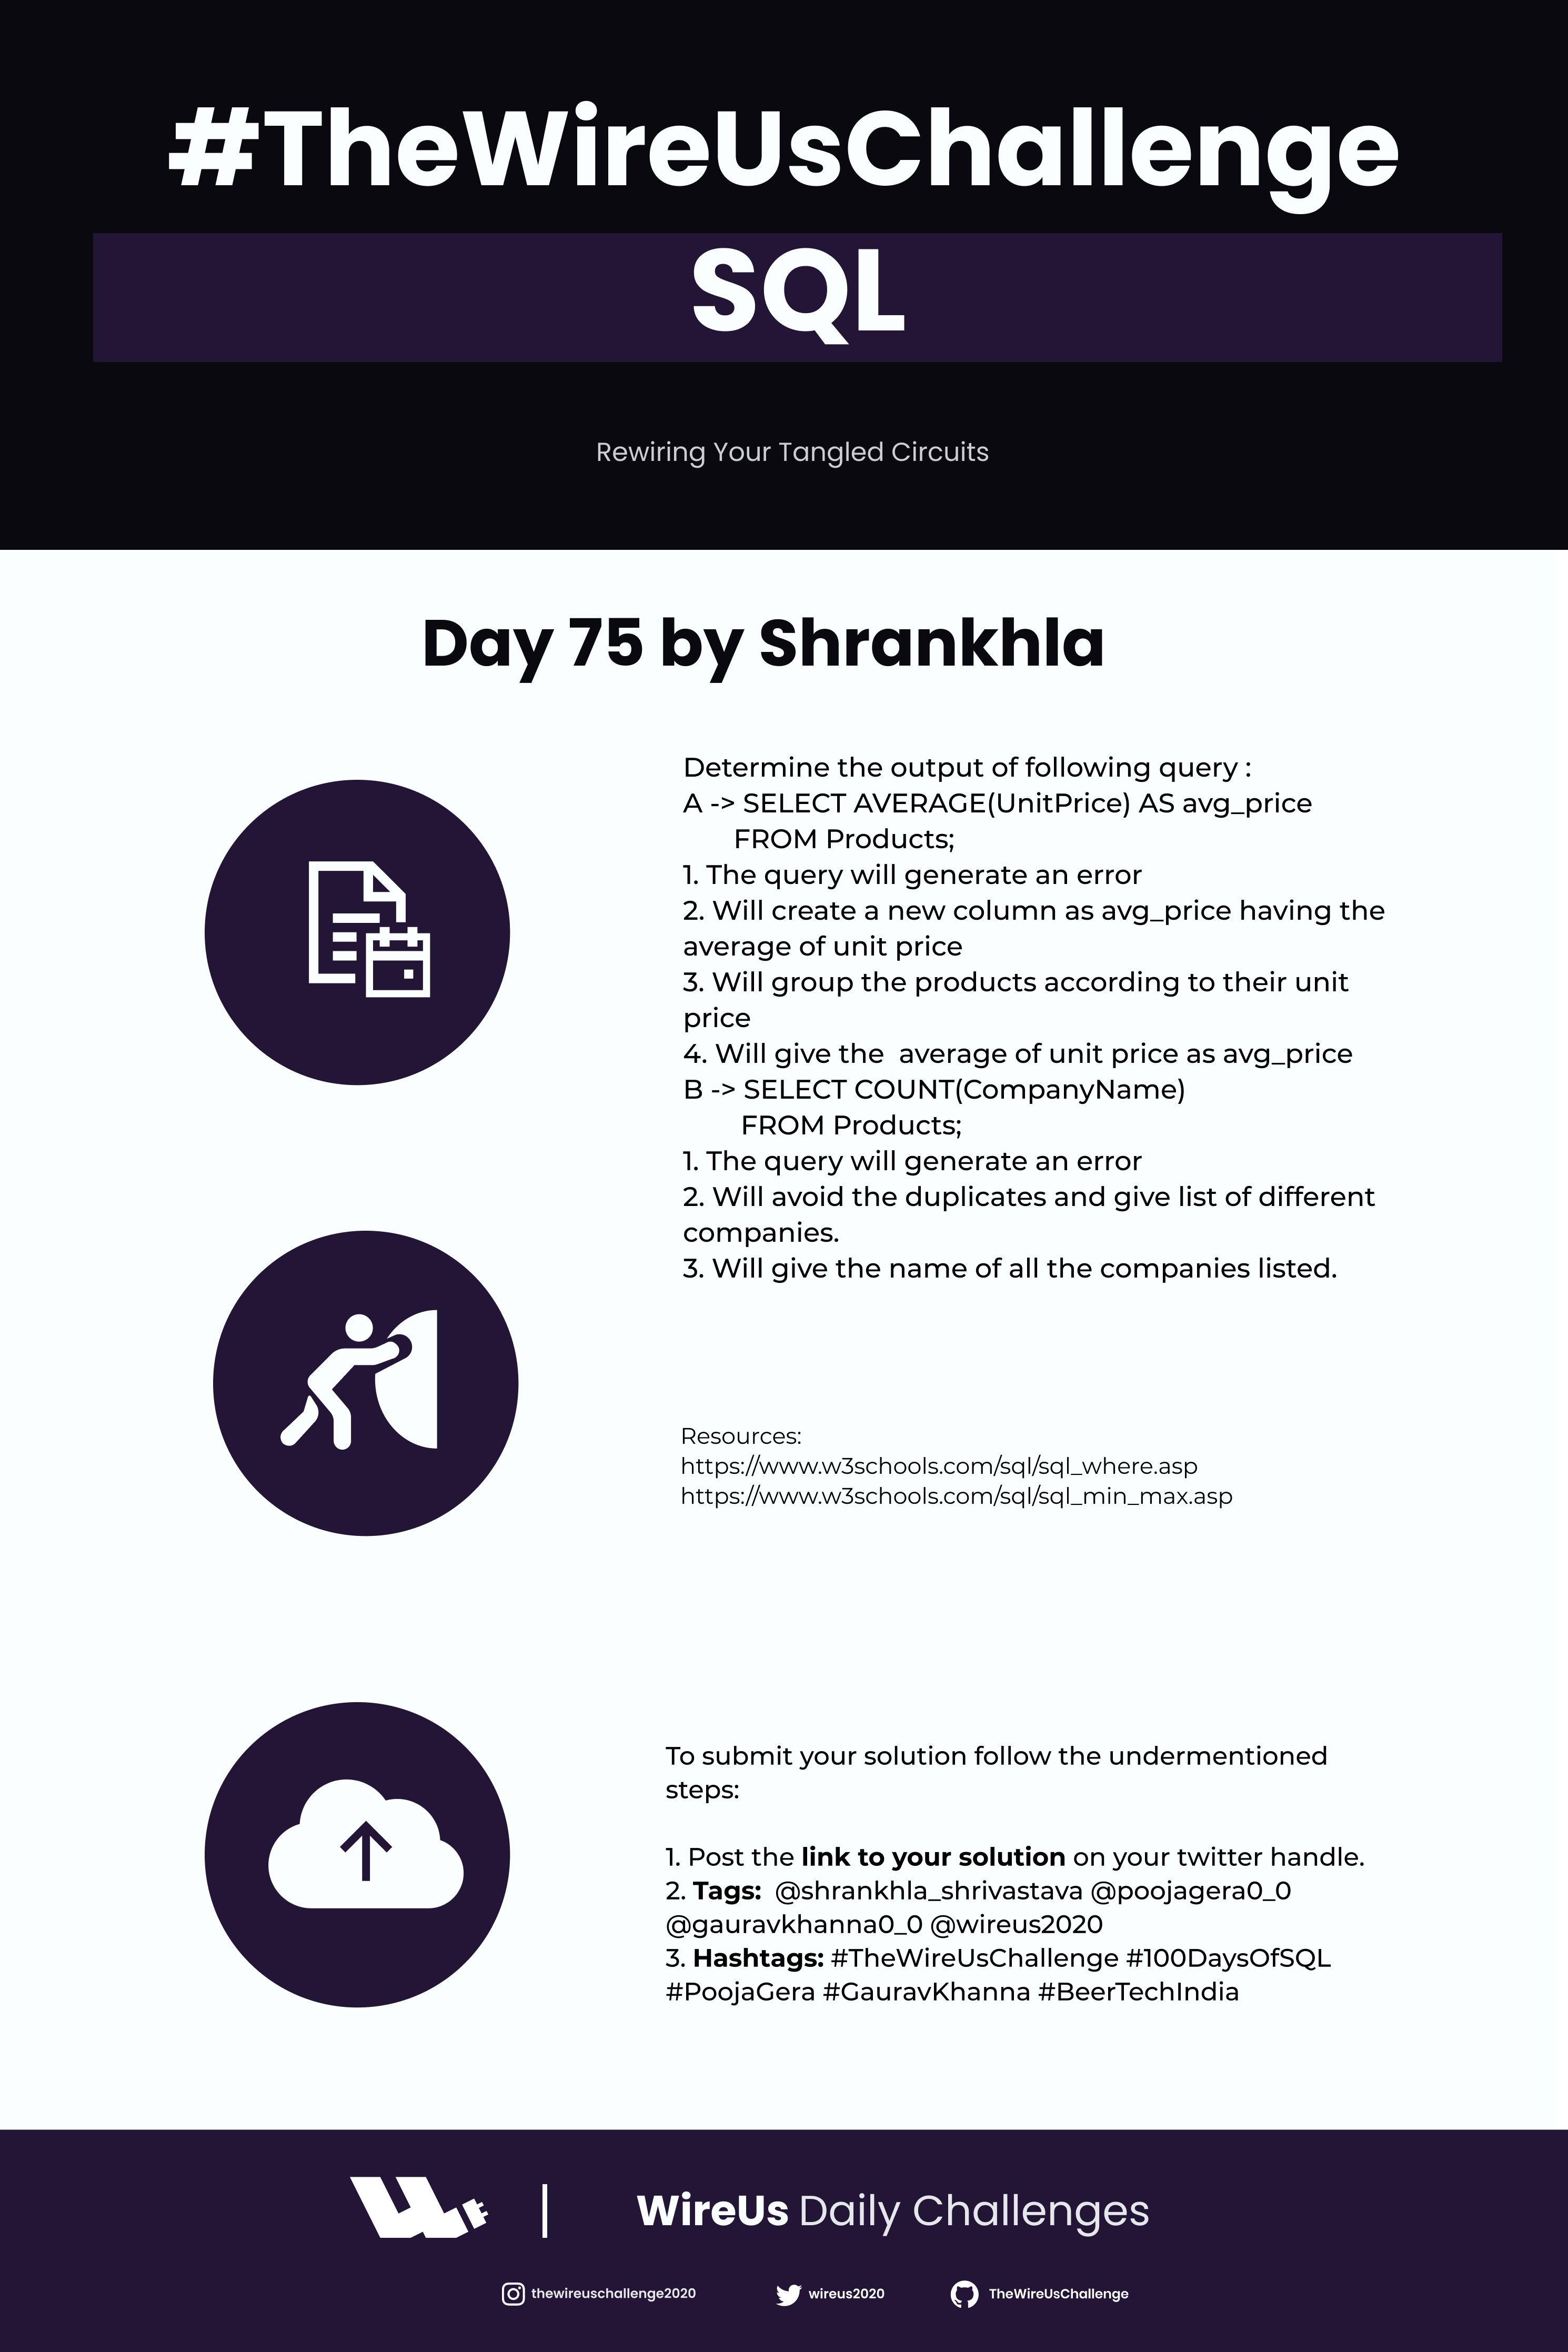 #TheWireUsChallenge
SQL
Rewiring Your Tangled Circuits
Day 75 by Shrankhla
Determine the output of following query :
A -> SELECT AVERAGE(UnitPrice) AS avg_price
FROM Products;
1. The query will generate an error
2. Will create a new column as avg_price having the
average of unit price
3. Will group the products according to their unit
price
4. Will give the  average of unit price as avg_price
B -> SELECT COUNT(CompanyName)
FROM Products;
1. The query will generate an error
2. Will avoid the duplicates and give list of different
companies.
3. Will give the name of all the companies listed.
Resources:
https://www.w3schools.com/sql/sql_where.asp
https://www.w3schools.com/sql/sql_min_max.asp
To submit your solution follow the undermentioned
steps:
1. Post the link to your solution on your twitter handle.
2. Tags:  @shrankhla_shrivastava @poojagera0_0
@gauravkhanna0_0 @wireus2020
3. Hashtags: #TheWireUsChallenge #100DaysOfSQL
#PoojaGera #GauravKhanna #BeerTechIndia
WireUs Daily Challenges
thewireuschallenge2020 wireus2020 TheWireUsChallenge